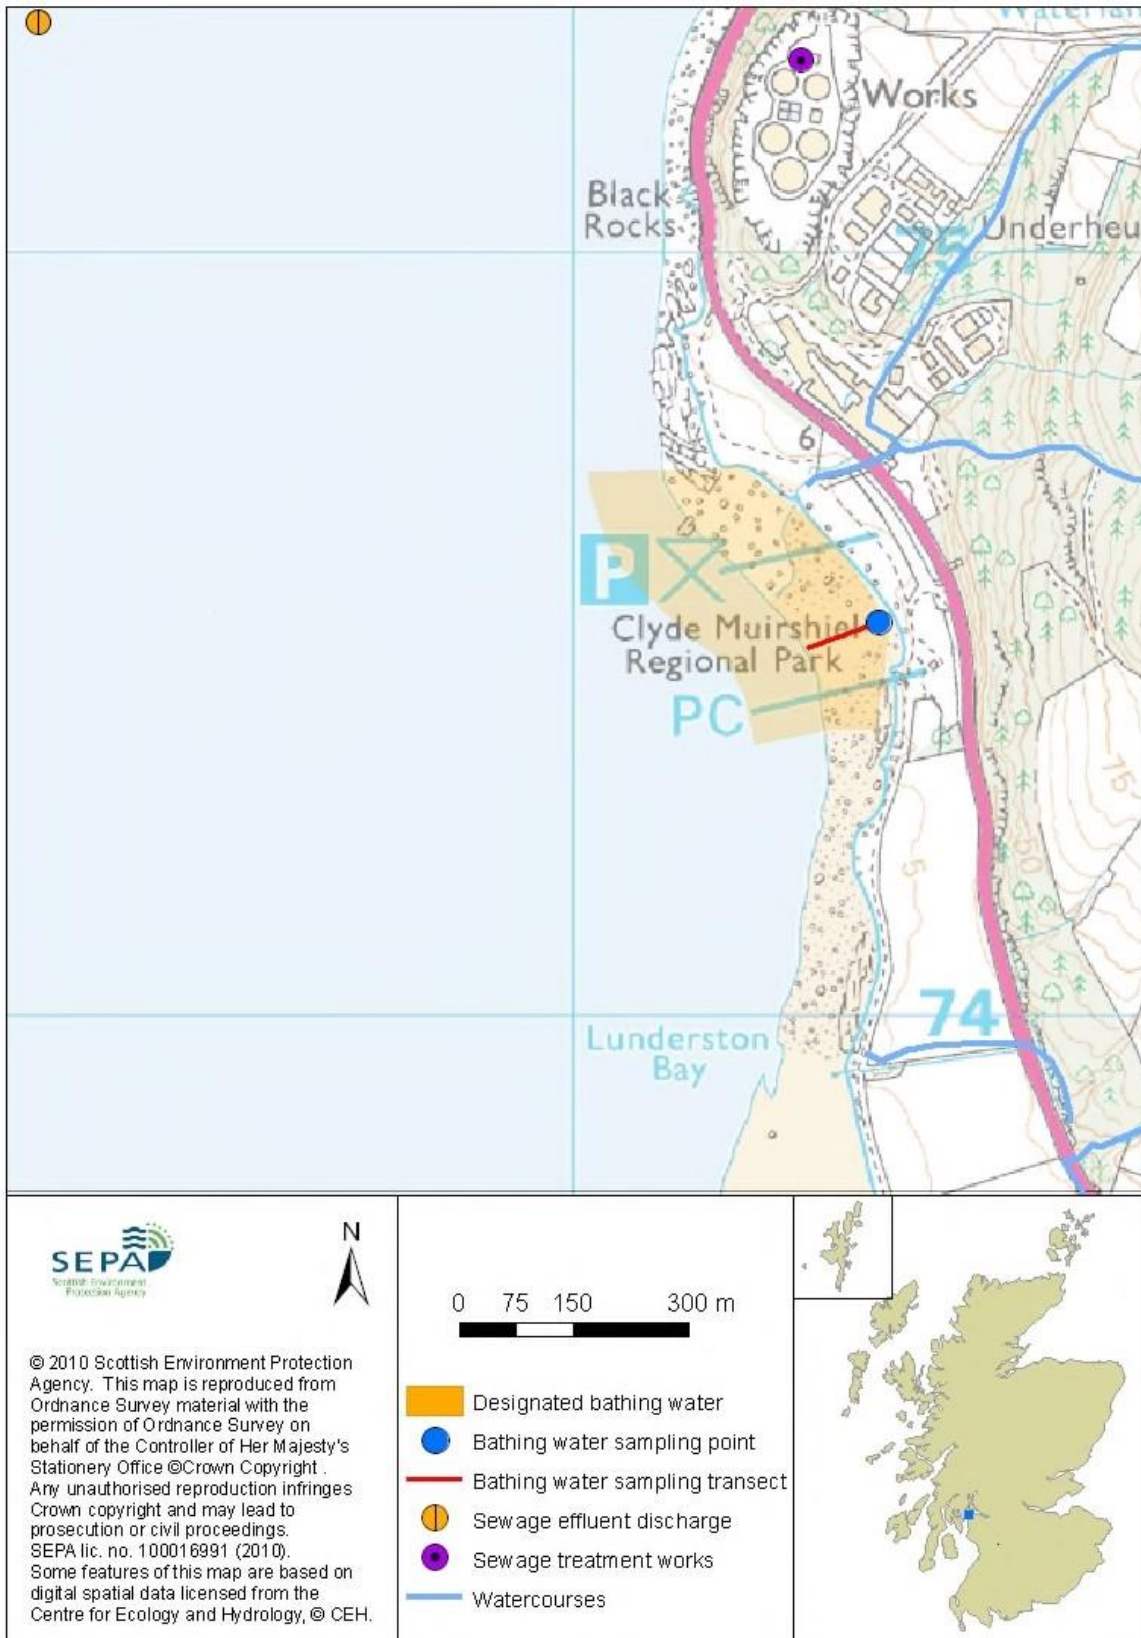 Works
Black
Rocks
75
6
P
Clyde Muirshiel
Regional Park
PC
15
5
50
74
Lunderston
Bay
SEPA
Scottish Environment
Protection Agency
N
0 75 150 300 m
© 2010 Scottish Environment Protection
Agency. This map is reproduced from
Ordnance Survey material with the
permission of Ordnance Survey on
behalf of the Controller of Her Majesty's
Stationery Office ©Crown Copyright .
Any unauthorised reproduction infringes
Crown copyright and may lead to
prosecution or civil proceedings.
SEPA lic. no. 100016991 (2010).
Some features of this map are based on
digital spatial data licensed from the
Centre for Ecology and Hydrology, © CEH.
Designated bathing water
Bathing water sampling point
Bathing water sampling transect
Sewage effluent discharge
Sewage treatment works
Watercourses